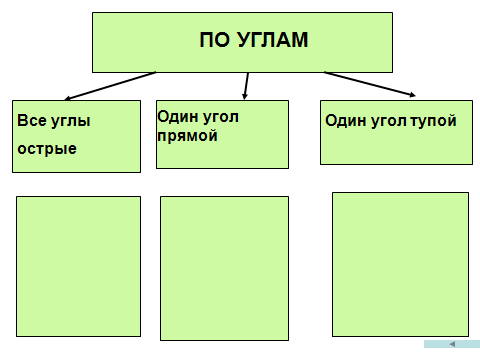 ПО УГЛАМ
Все углы
острые
Один угол
прямой
Один угол тупой